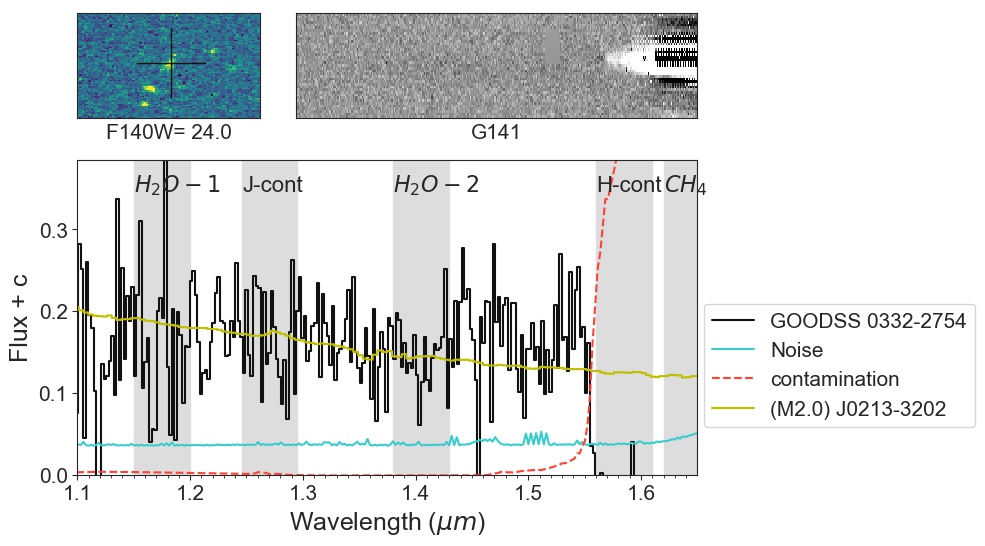 F140W= 24.0
G141
H₂O − 1
J-cont
H₂O − 2
H-cont
CH₄
Flux + c
0.3
0.2
0.1
0.0
1.1
1.2
1.3
1.4
1.5
1.6
Wavelength (μm)
GOODSS 0332-2754
Noise
contamination
(M2.0) J0213-3202